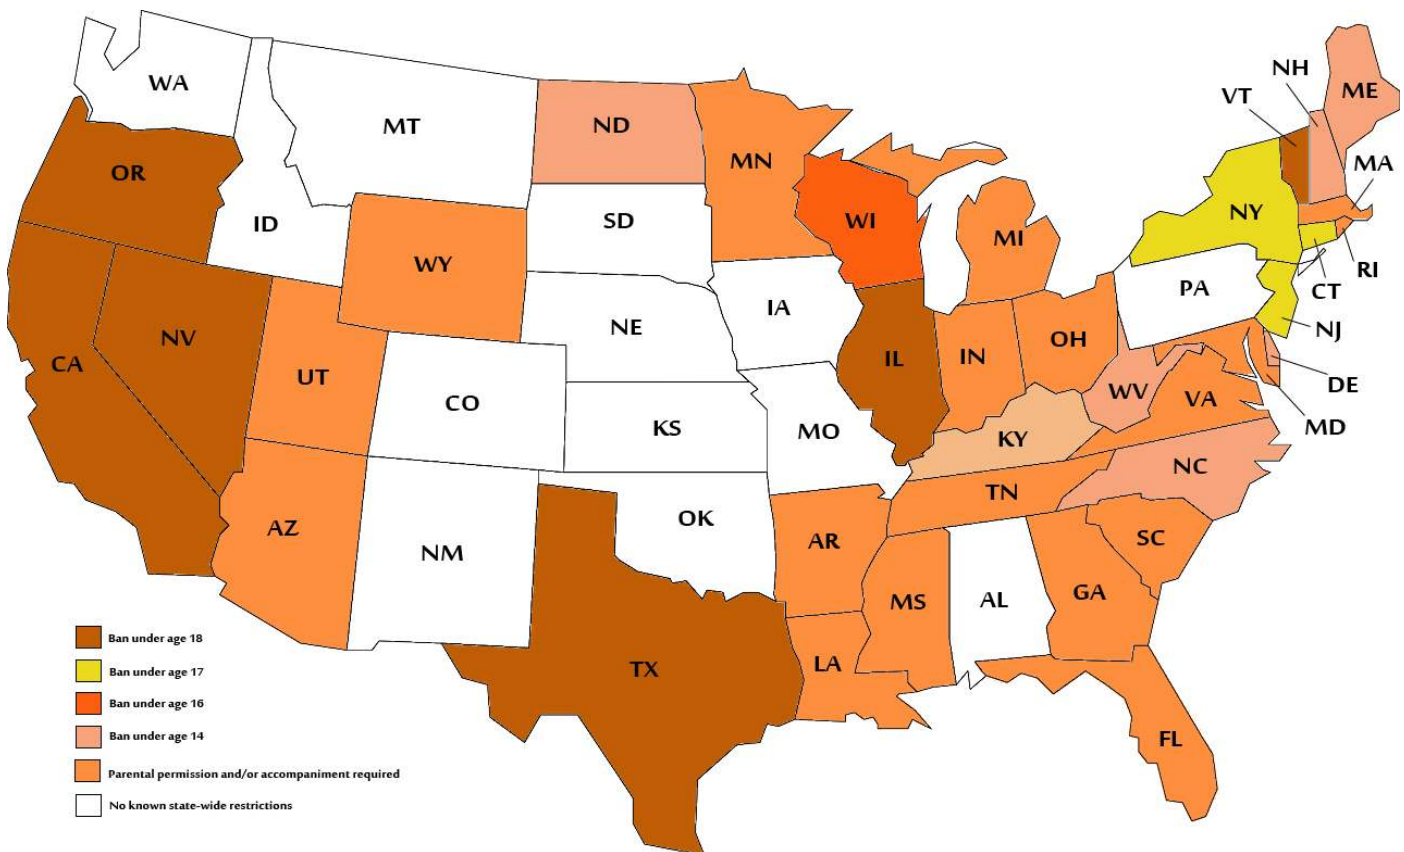 WA
MT
ND
MN
NH
VT
ME
MA
OR
ID
SD
WI
MI
NY
WY
RI
CT
NV
UT
NE
IA
PA
NJ
CA
CO
IL
IN
OH
DE
WV
VA
MD
KS
MO
KY
NC
AZ
NM
OK
TN
AR
SC
MS
AL
GA
TX
LA
FL
Ban under age 18
Ban under age 17
Ban under age 16
Ban under age 14
Parental permission and/or accompaniment required
No known state-wide restrictions